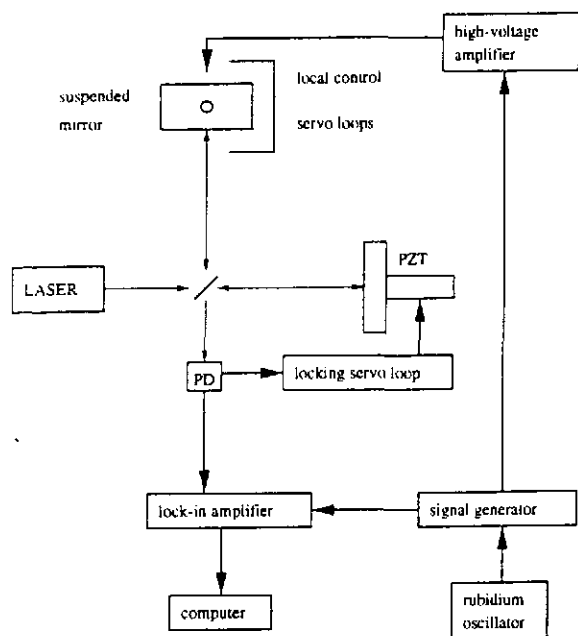 high-voltage
amplifier
local control
suspended
mirror
servo loops
PZT
LASER
PD
locking servo loop
lock-in amplifier
signal generator
computer
rubidium
oscillator